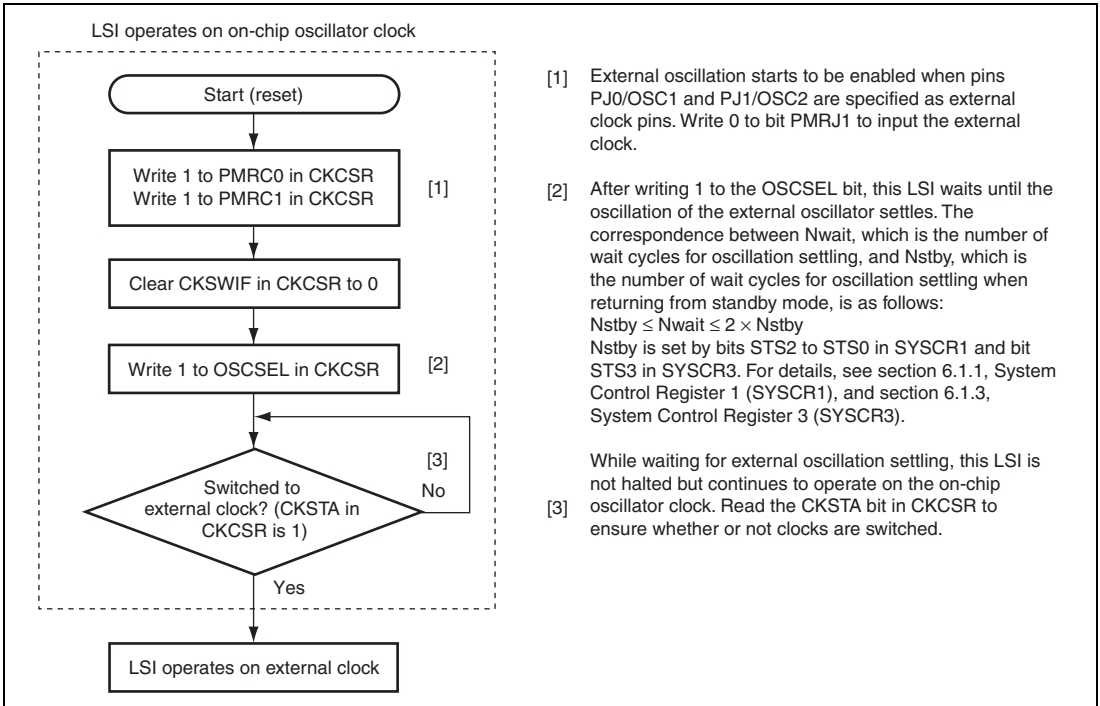 LSI operates on on-chip oscillator clock
Start (reset)
Write 1 to PMRC0 in CKCSR
Write 1 to PMRC1 in CKCSR
[1]
Clear CKSWIF in CKCSR to 0
Write 1 to OSCSEL in CKCSR
[2]
[3]
No
Switched to
external clock? (CKSTA in
CKCSR is 1)
Yes
LSI operates on external clock
[1] External oscillation starts to be enabled when pins
PJ0/OSC1 and PJ1/OSC2 are specified as external
clock pins. Write 0 to bit PMRJ1 to input the external
clock.
[2] After writing 1 to the OSCSEL bit, this LSI waits until the
oscillation of the external oscillator settles. The
correspondence between Nwait, which is the number of
wait cycles for oscillation settling, and Nstby, which is
the number of wait cycles for oscillation settling when
returning from standby mode, is as follows:
Nstby ≤ Nwait ≤ 2 × Nstby
Nstby is set by bits STS2 to STS0 in SYSCR1 and bit
STS3 in SYSCR3. For details, see section 6.1.1, System
Control Register 1 (SYSCR1), and section 6.1.3,
System Control Register 3 (SYSCR3).
While waiting for external oscillation settling, this LSI is
not halted but continues to operate on the on-chip
[3] oscillator clock. Read the CKSTA bit in CKCSR to
ensure whether or not clocks are switched.